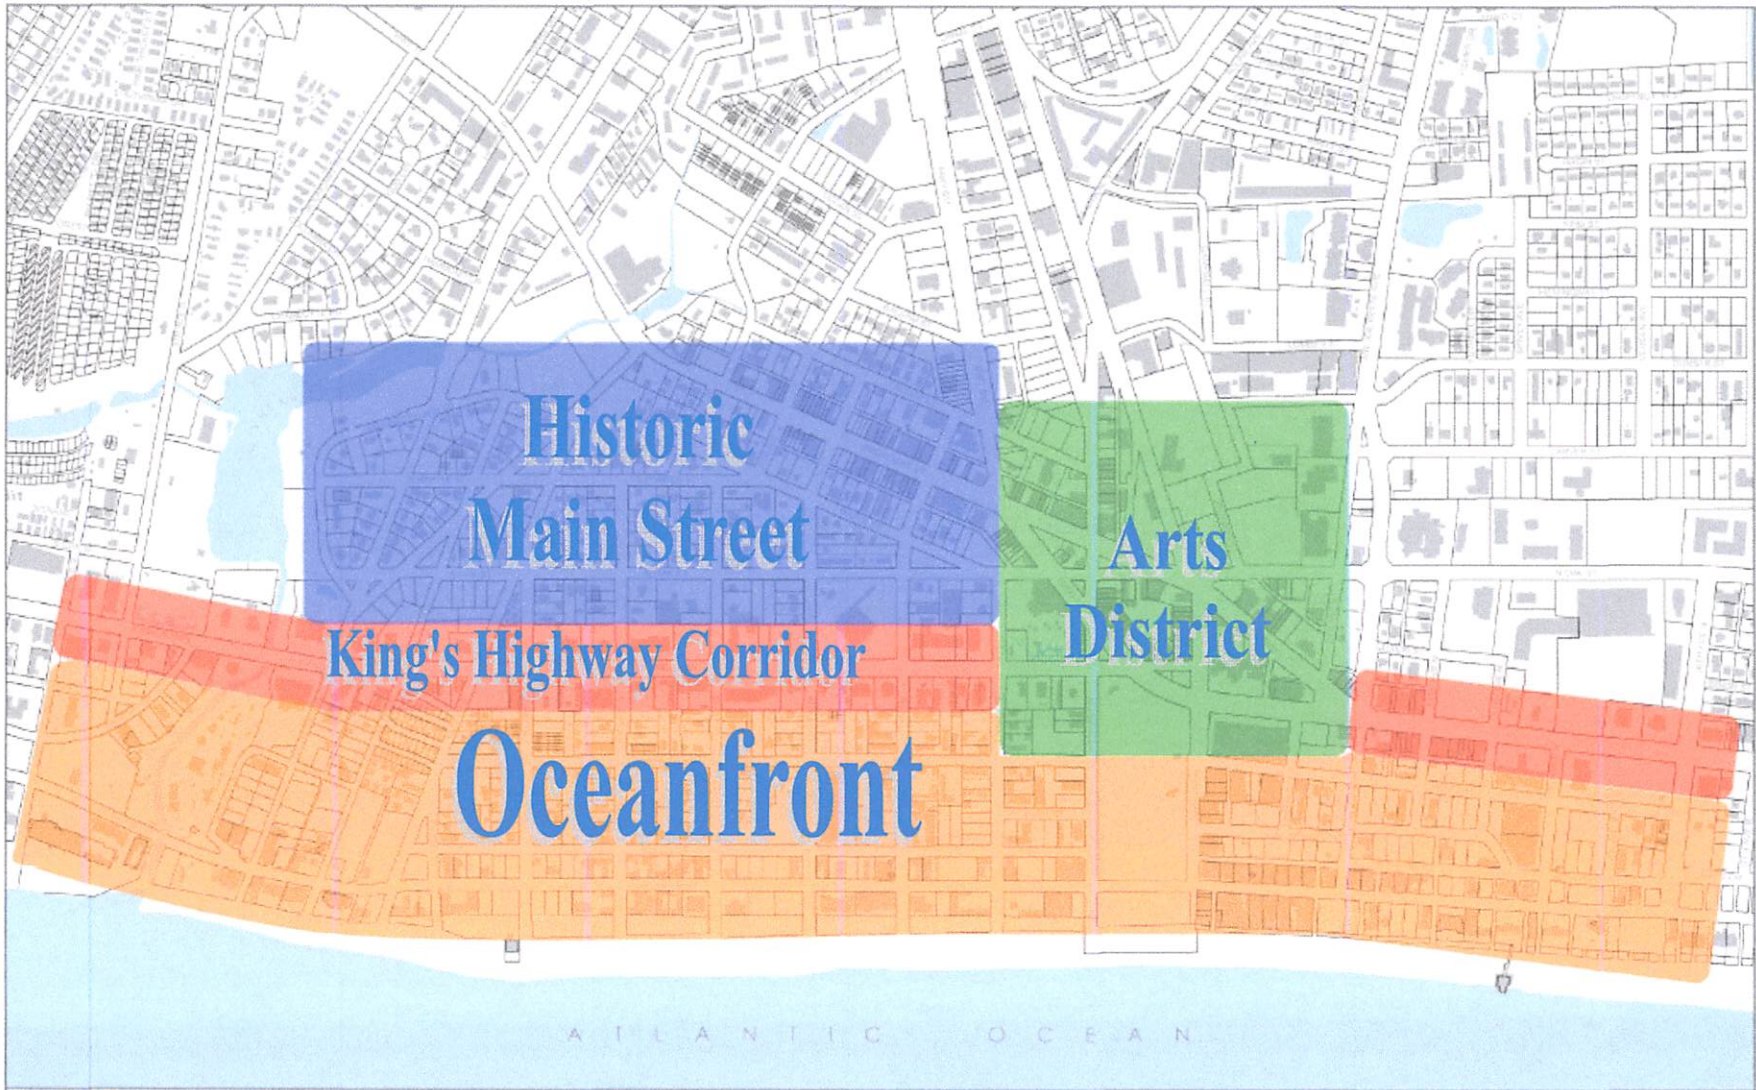 Historic
Main Street
Arts
District
King's Highway Corridor
Oceanfront
ATLANTIC OCEAN